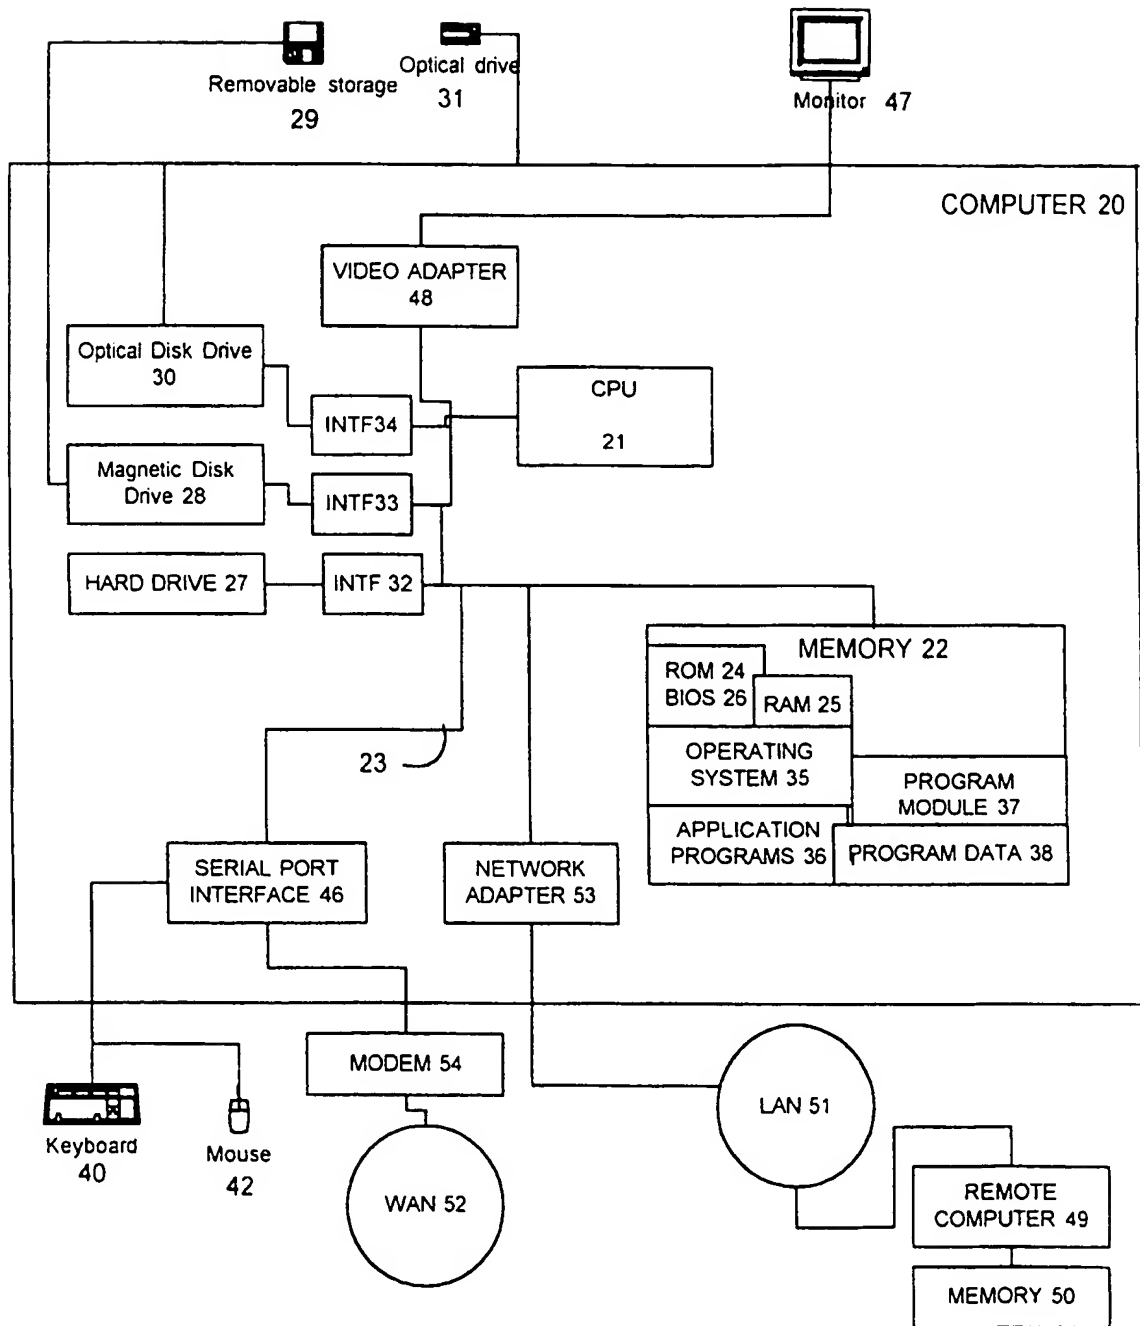 Removable storage
29
Optical drive
31
Monitor 47
COMPUTER 20
VIDEO ADAPTER
48
Optical Disk Drive
30
CPU
21
INTF34
Magnetic Disk
Drive 28
INTF33
HARD DRIVE 27
INTF 32
MEMORY 22
ROM 24
BIOS 26
RAM 25
OPERATING
SYSTEM 35
PROGRAM
MODULE 37
APPLICATION
PROGRAMS 36
PROGRAM DATA 38
23
SERIAL PORT
INTERFACE 46
NETWORK
ADAPTER 53
MODEM 54
LAN 51
Keyboard
40
Mouse
42
WAN 52
REMOTE
COMPUTER 49
MEMORY 50